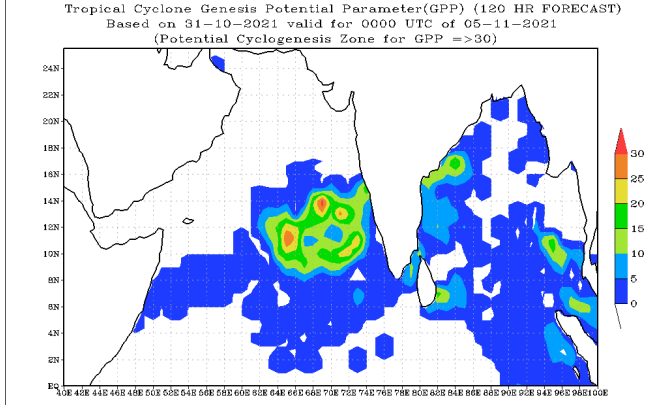 Tropical Cyclone Genesis Potential Parameter(GPP) (120 HR FORECAST)
Based on 31-10-2021 valid for 0000 UTC of 05-11-2021
(Potential Cyclogenesis Zone for GPP =>30)
24N
22N
20N
18N
16N
14N
12N
10N
8N
6N
4N
2N
EQ
40E 42E 44E 46E 48E 50E 52E 54E 56E 58E 60E 62E 64E 66E 68E 70E 72E 74E 76E 78E 80E 82E 84E 86E 88E 90E 92E 94E 96E 98E 100E
30
25
20
15
10
5
0